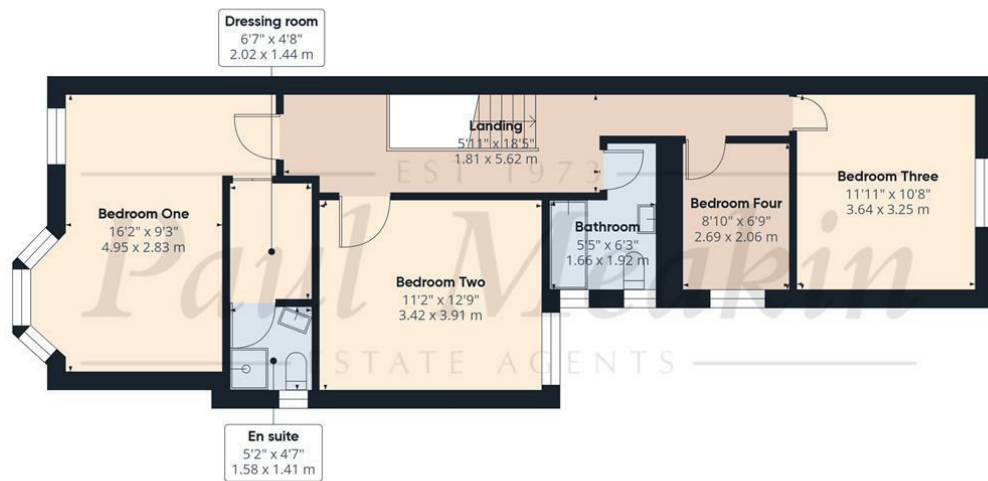 Dressing room
6'7" x 4'8"
2.02 x 1.44 m
Landing
5'11" x 18'5"
1.81 x 5.62 m
EST 1973
Bedroom One
16'2" x 9'3"
4.95 x 2.83 m
Bedroom Two
11'2" x 12'9"
3.42 x 3.91 m
Bathroom
5'5" x 6'3"
1.66 x 1.92 m
Bedroom Four
8'10" x 6'9"
2.69 x 2.06 m
Bedroom Three
11'11" x 10'8"
3.64 x 3.25 m
Paul Meakin
ESTATE AGENTS
En suite
5'2" x 4'7"
1.58 x 1.41 m